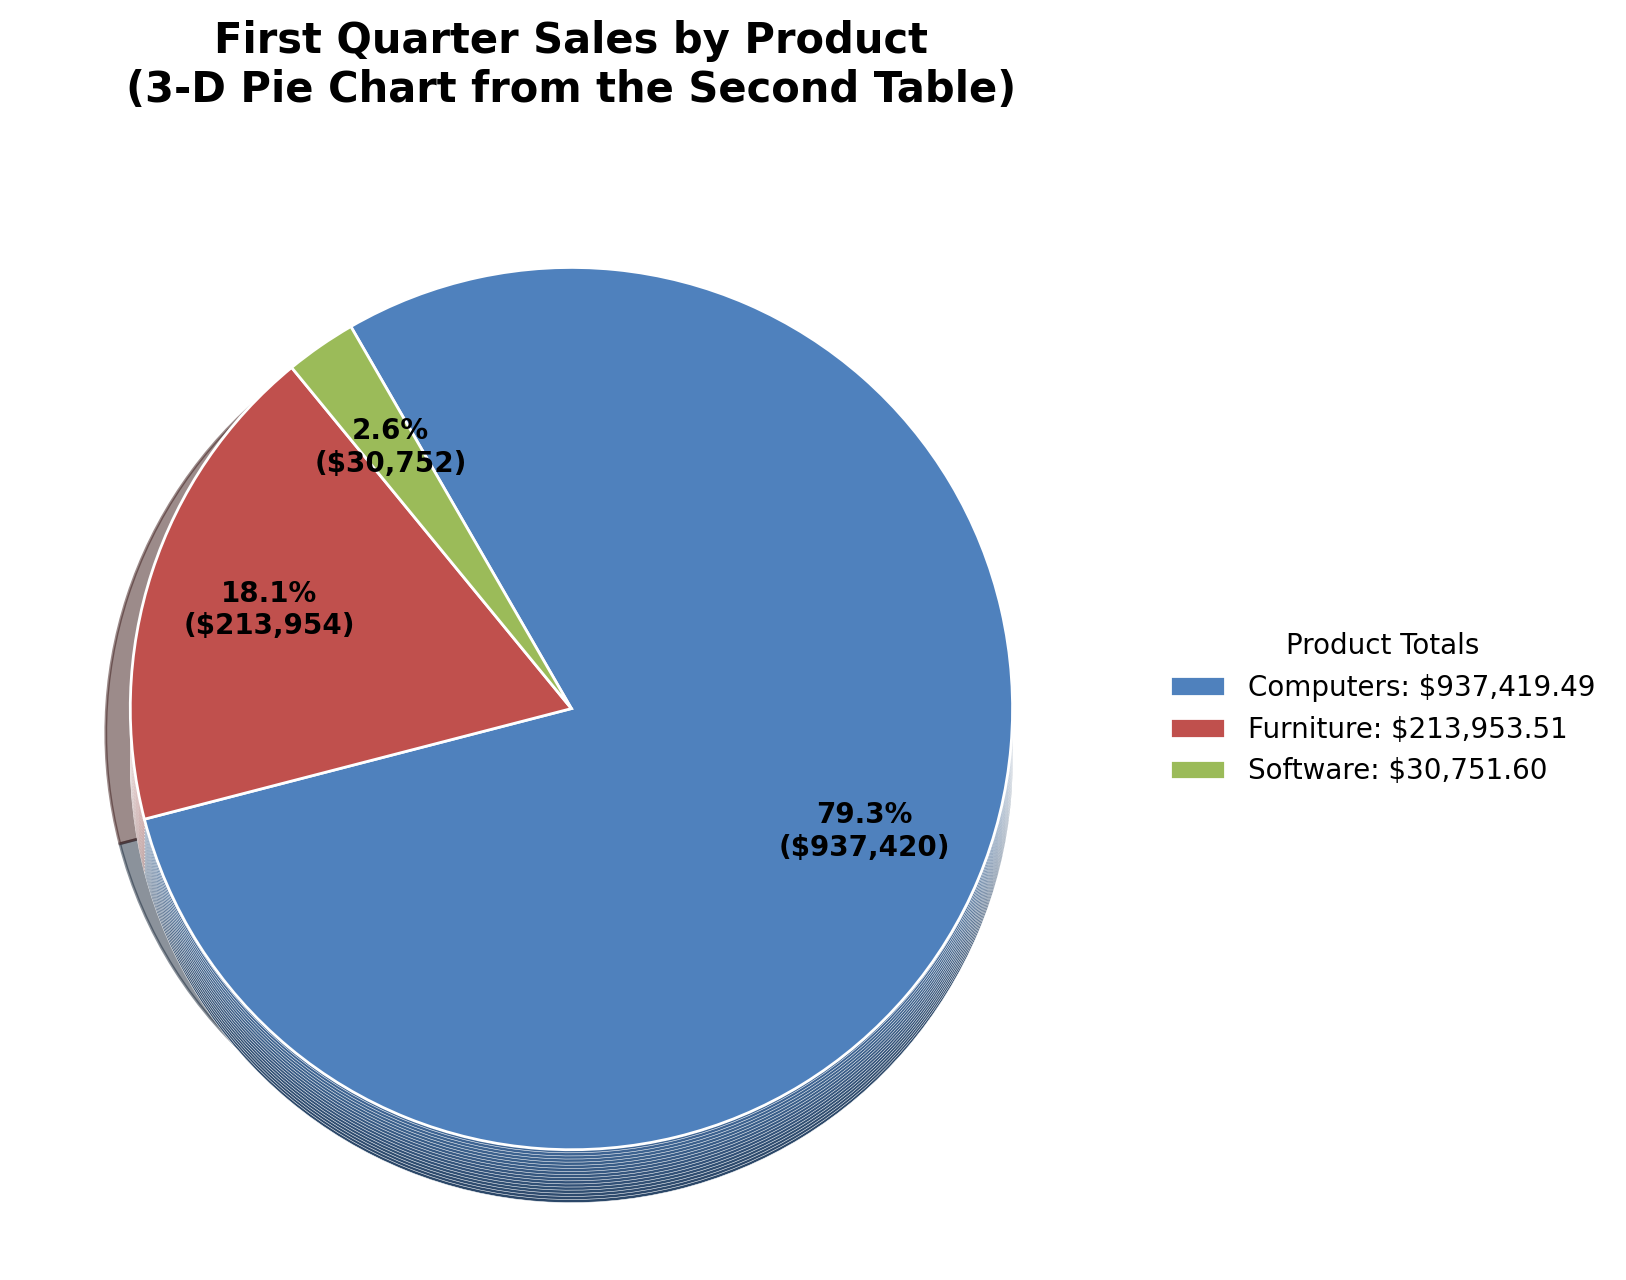 First Quarter Sales by Product
(3-D Pie Chart from the Second Table)
2.6%
($30,752)
18.1%
($213,954)
79.3%
($937,420)
Product Totals
Computers: $937,419.49
Furniture: $213,953.51
Software: $30,751.60